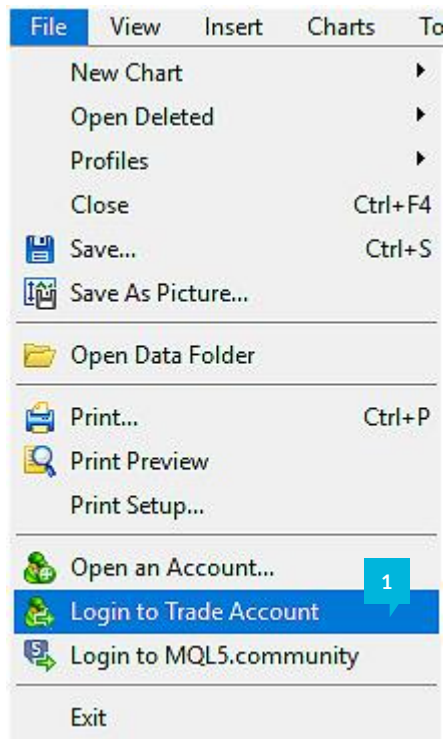 File View Insert Charts To
New Chart
Open Deleted
Profiles
Close Ctrl+F4
Save... Ctrl+S
Save As Picture...
Open Data Folder
Print... Ctrl+P
Print Preview
Print Setup...
Open an Account...
1
Login to Trade Account
Login to MQL5.community
Exit